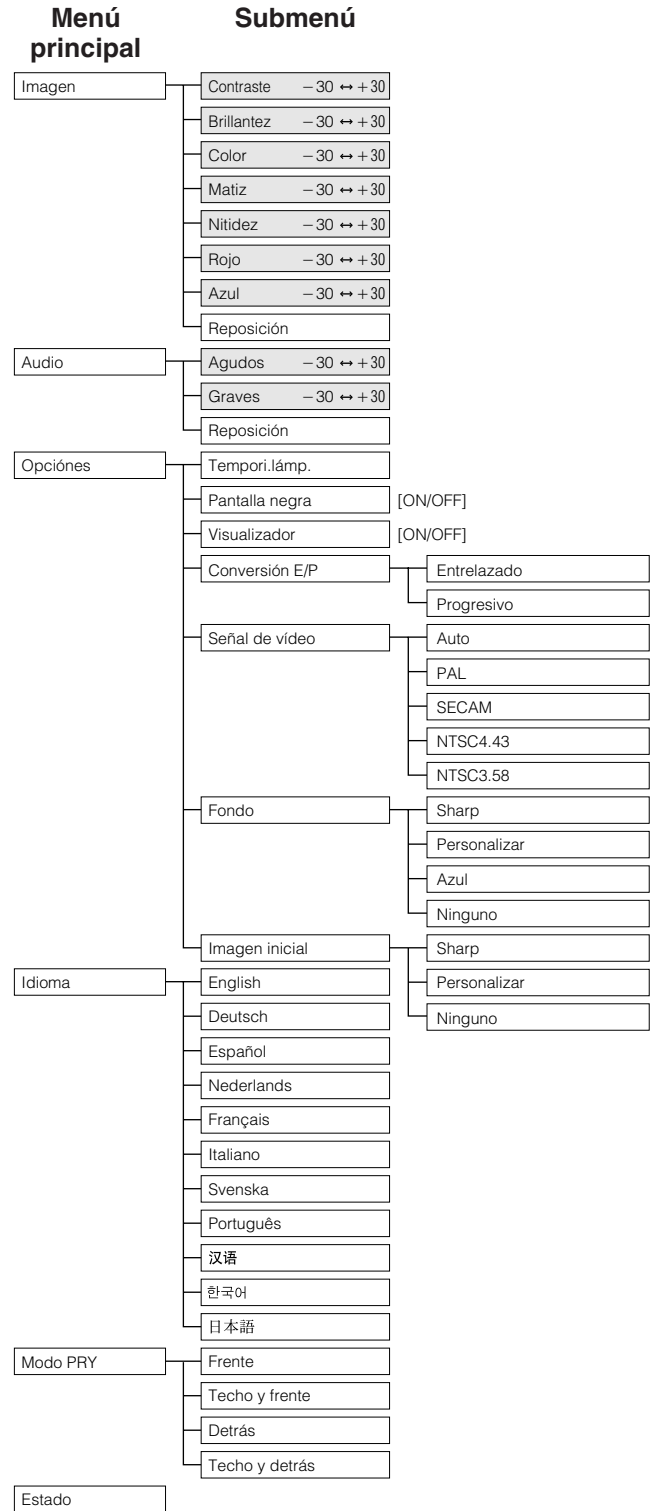 Menú principal
Submenú
Imagen
Contraste −30 ↔ +30
Brillantez −30 ↔ +30
Color −30 ↔ +30
Matiz −30 ↔ +30
Nitidez −30 ↔ +30
Rojo −30 ↔ +30
Azul −30 ↔ +30
Reposición
Audio
Agudos −30 ↔ +30
Graves −30 ↔ +30
Reposición
Opciónes
Tempori.lámp.
Pantalla negra [ON/OFF]
Visualizador [ON/OFF]
Conversión E/P
Entrelazado
Progresivo
Señal de vídeo
Auto
PAL
SECAM
NTSC4.43
NTSC3.58
Fondo
Sharp
Personalizar
Azul
Ninguno
Imagen inicial
Sharp
Personalizar
Ninguno
Idioma
English
Deutsch
Español
Nederlands
Français
Italiano
Svenska
Português
汉语
한국어
日本語
Modo PRY
Frente
Techo y frente
Detrás
Techo y detrás
Estado